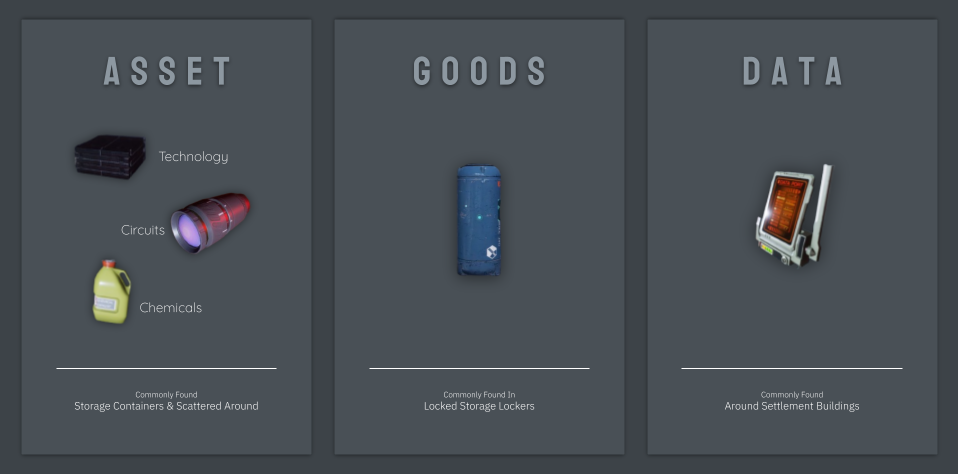 ASSET
Technology
Circuits
Chemicals
Commonly Found
Storage Containers & Scattered Around
GOODS
Commonly Found In
Locked Storage Lockers
DATA
Commonly Found
Around Settlement Buildings